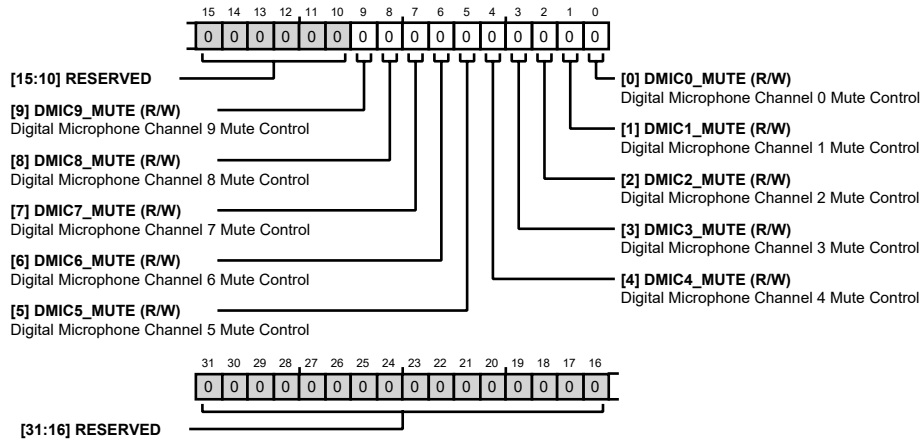 15 14 13 12 11 10 9 8 7 6 5 4 3 2 1 0
0 0 0 0 0 0 0 0 0 0 0 0 0 0 0 0
[15:10] RESERVED
[9] DMIC9_MUTE (R/W)
Digital Microphone Channel 9 Mute Control
[8] DMIC8_MUTE (R/W)
Digital Microphone Channel 8 Mute Control
[7] DMIC7_MUTE (R/W)
Digital Microphone Channel 7 Mute Control
[6] DMIC6_MUTE (R/W)
Digital Microphone Channel 6 Mute Control
[5] DMIC5_MUTE (R/W)
Digital Microphone Channel 5 Mute Control
[0] DMIC0_MUTE (R/W)
Digital Microphone Channel 0 Mute Control
[1] DMIC1_MUTE (R/W)
Digital Microphone Channel 1 Mute Control
[2] DMIC2_MUTE (R/W)
Digital Microphone Channel 2 Mute Control
[3] DMIC3_MUTE (R/W)
Digital Microphone Channel 3 Mute Control
[4] DMIC4_MUTE (R/W)
Digital Microphone Channel 4 Mute Control
31 30 29 28 27 26 25 24 23 22 21 20 19 18 17 16
0 0 0 0 0 0 0 0 0 0 0 0 0 0 0 0
[31:16] RESERVED